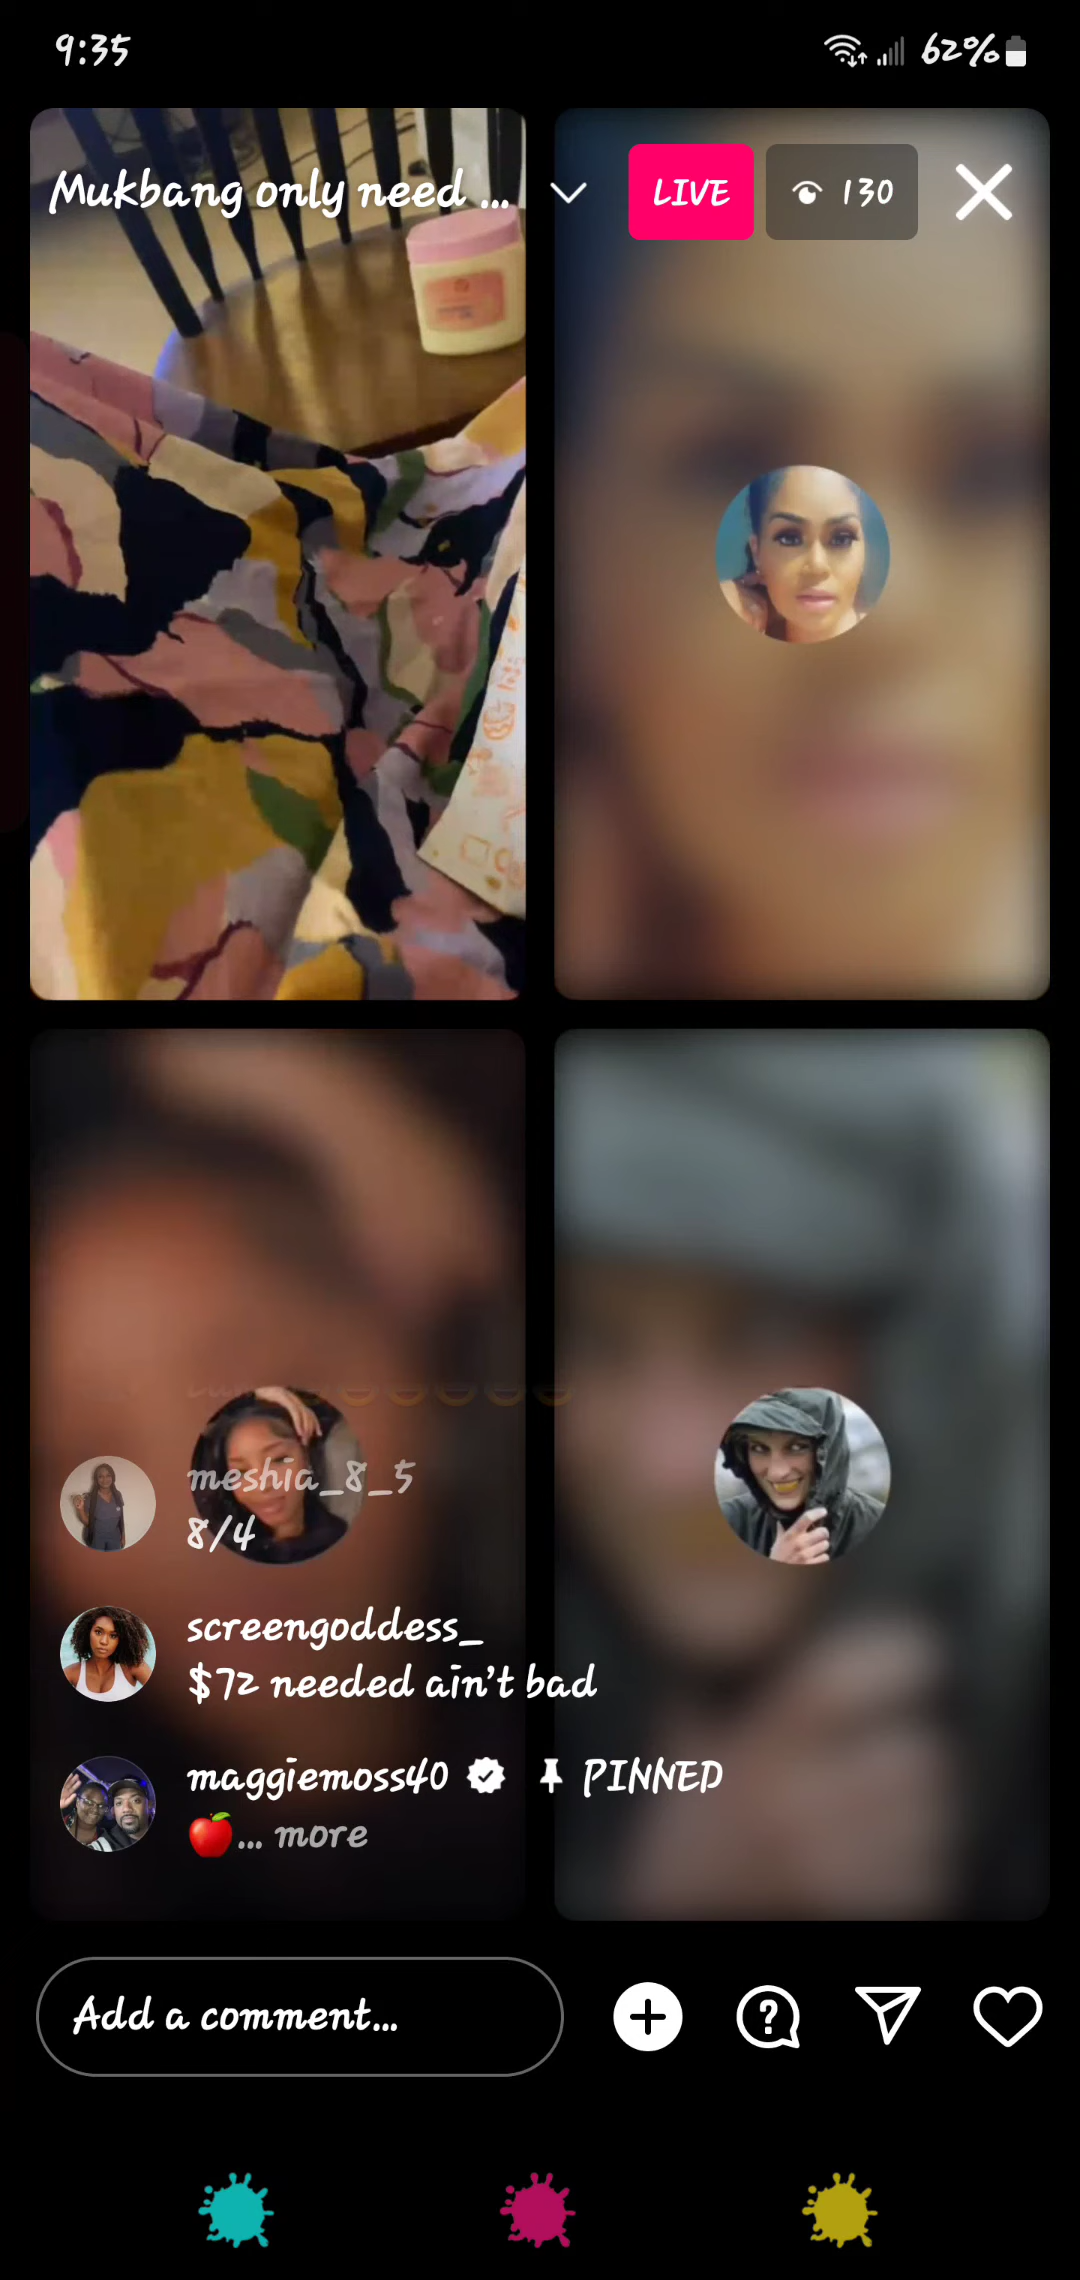 9:35
62%
Mukbang only need ...
LIVE
130
meshia_8_5
8/4
screengoddess_
$72 needed ain't bad
maggiemoss40 PINNED
🍎... more
Add a comment...